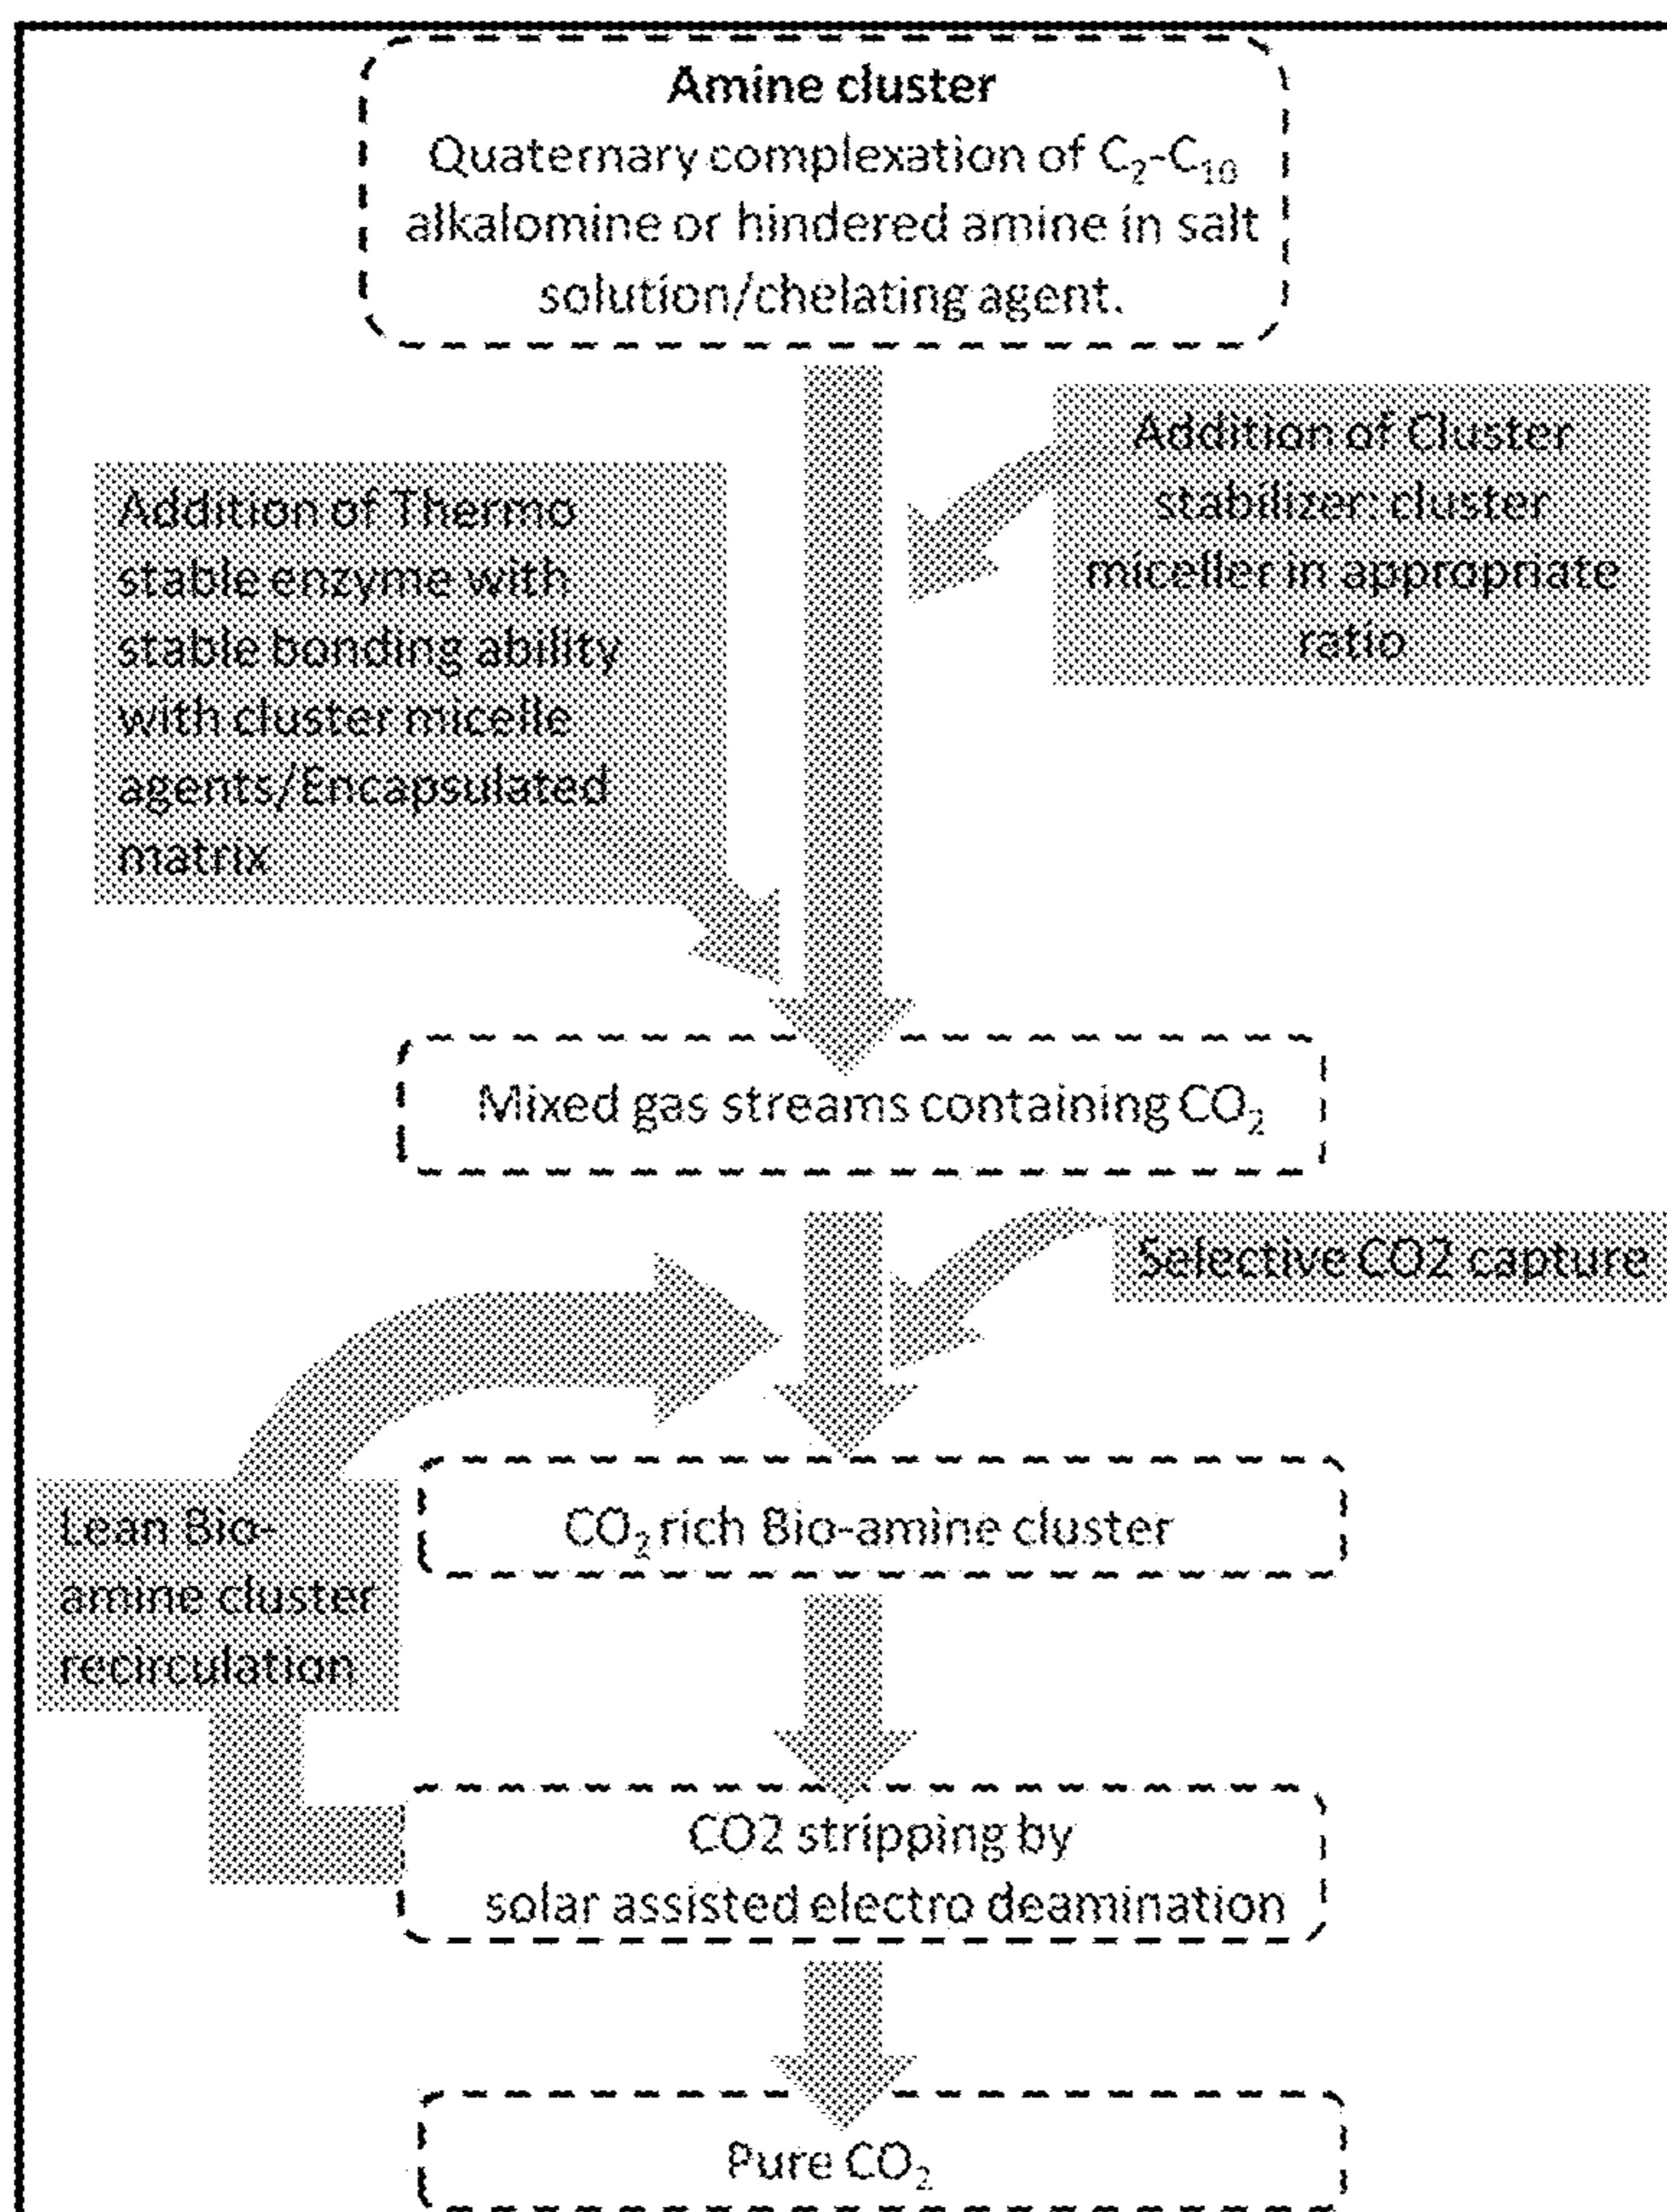 Amine cluster
Quaternary complexation of C₂-C₁₀
alkalomine or hindered amine in salt
solution/chelating agent.
Addition of Cluster
stabilizer: cluster
miceller in appropriate
ratio
Addition of Thermo
stable enzyme with
stable bonding ability
with cluster micelle
agents/Encapsulated
matrix
Mixed gas streams containing CO₂
Selective CO2 capture
CO₂ rich Bio-amine cluster
Lean Bio-
amine cluster
recirculation
CO2 stripping by
solar assisted electro deamination
Pure CO₂